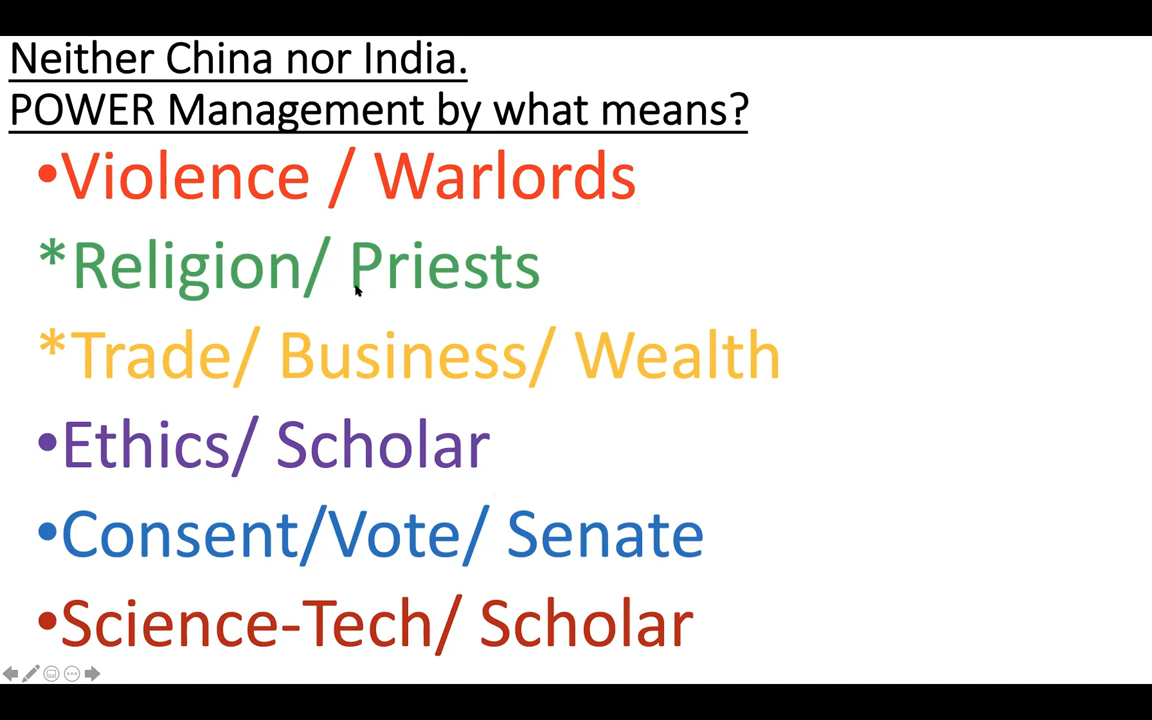 Neither China nor India.
POWER Management by what means?
•Violence / Warlords
*Religion/ Priests
*Trade/ Business/ Wealth
•Ethics/ Scholar
•Consent/Vote/ Senate
•Science-Tech/ Scholar